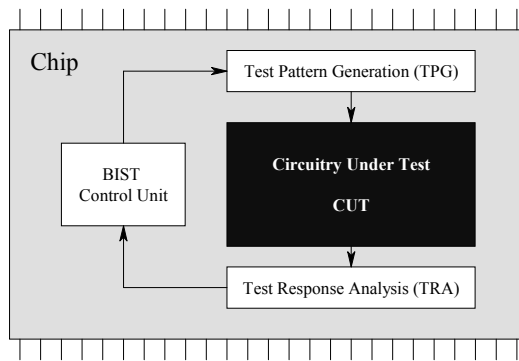 Chip
Test Pattern Generation (TPG)
Circuitry Under Test
CUT
BIST
Control Unit
Test Response Analysis (TRA)